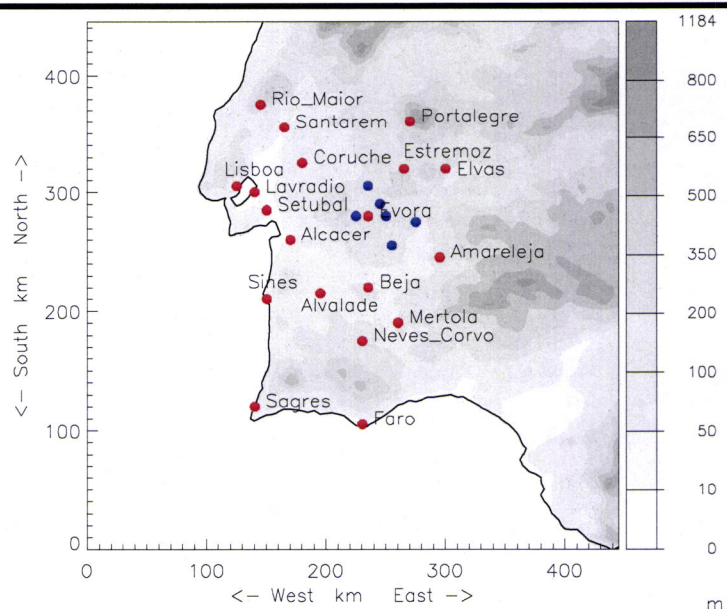 1184
400
800
Rio_Maior
Portalegre
Santarem
650
Coruche
Estremoz
Lisboa
Elvas
300
Lavradio
500
Setubal
Evora
Alcacer
Amareleja
350
Sines
Beja
200
Alvalade
Mertola
200
Neves_Corvo
100
Sagres
Faro
100
50
10
0
0
0
100
200
300
400
<- West km East ->
m
<- South km North ->